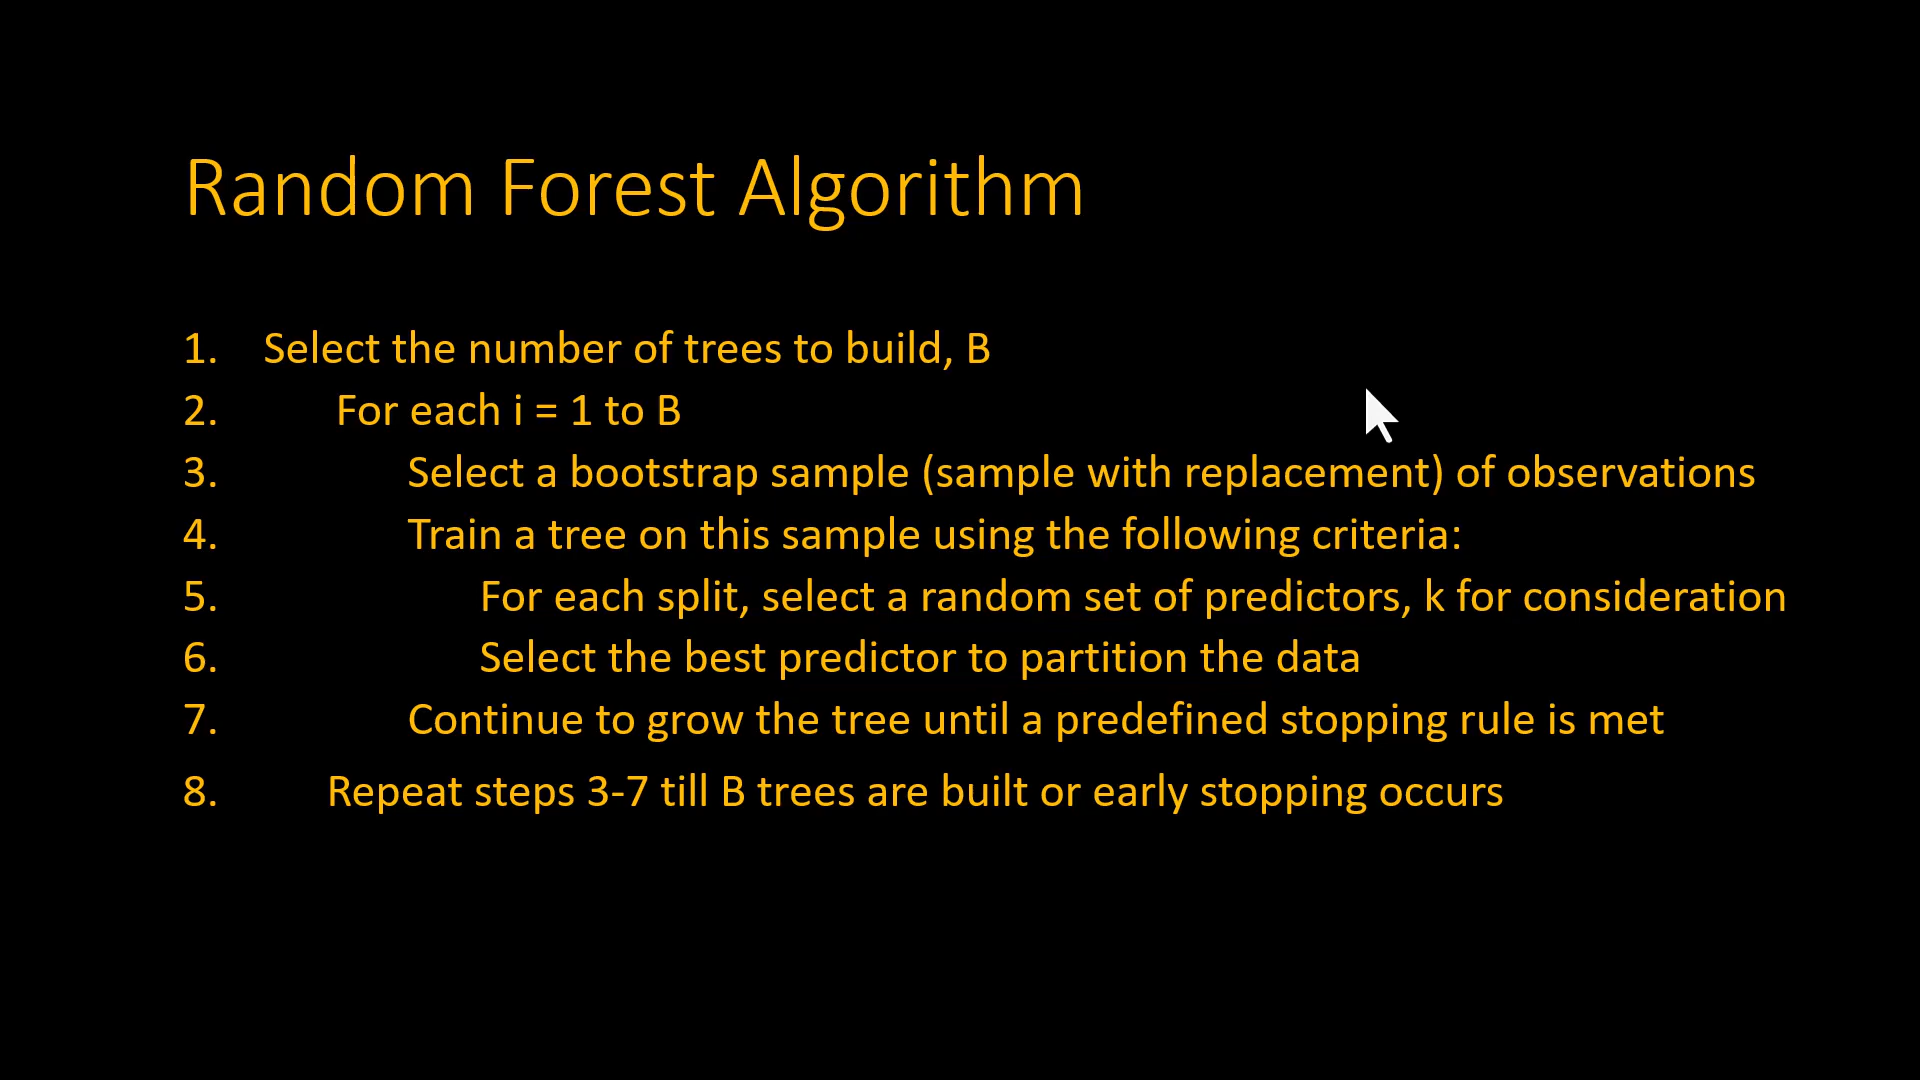 Random Forest Algorithm
1. Select the number of trees to build, B
2. For each i = 1 to B
3. Select a bootstrap sample (sample with replacement) of observations
4. Train a tree on this sample using the following criteria:
5. For each split, select a random set of predictors, k for consideration
6. Select the best predictor to partition the data
7. Continue to grow the tree until a predefined stopping rule is met
8. Repeat steps 3-7 till B trees are built or early stopping occurs